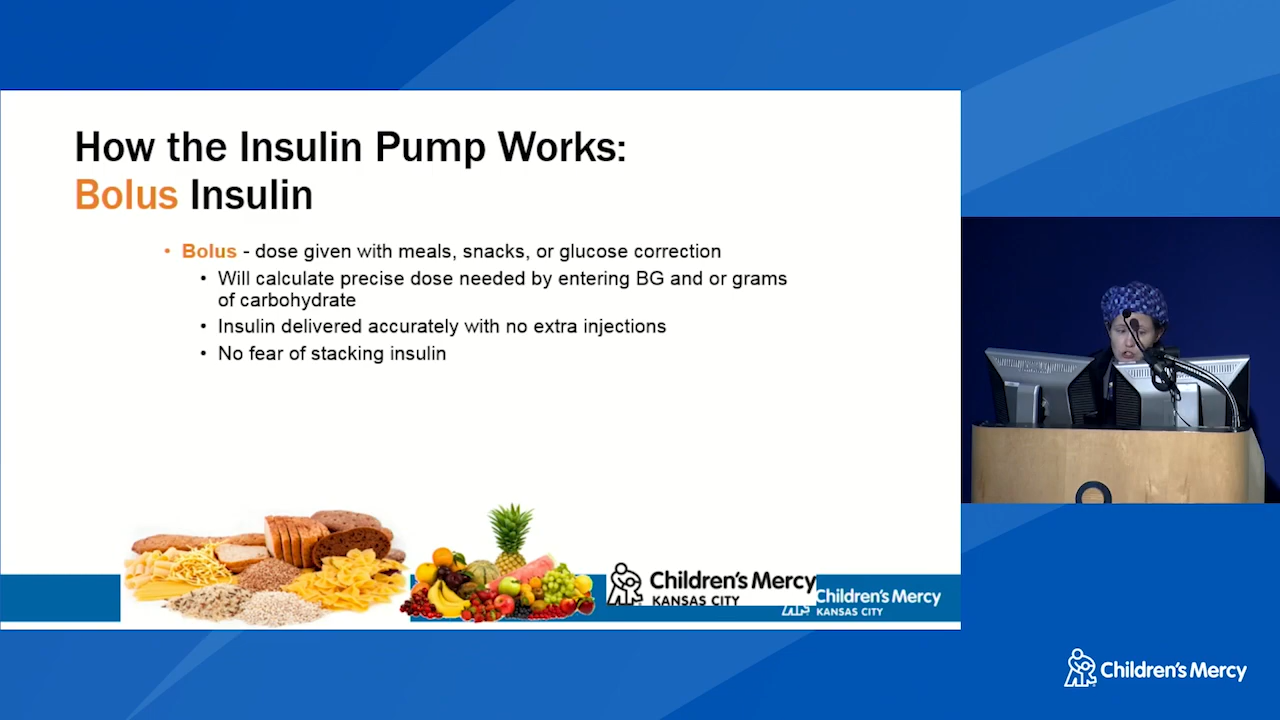 How the Insulin Pump Works:
Bolus Insulin
• Bolus - dose given with meals, snacks, or glucose correction
• Will calculate precise dose needed by entering BG and or grams
of carbohydrate
• Insulin delivered accurately with no extra injections
• No fear of stacking insulin
Children's Mercy
KANSAS CITY
Children's Mercy
KANSAS CITY
Children's Mercy